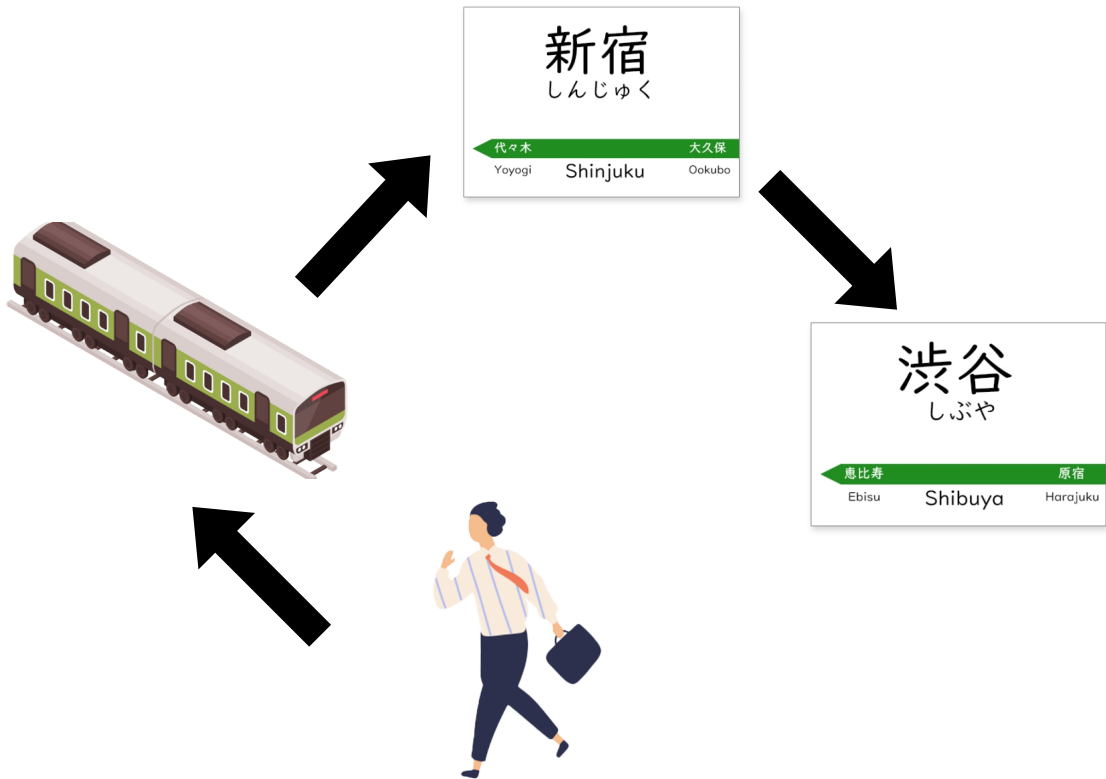 新宿
しんじゅく
代々木 大久保
Yoyogi Shinjuku Ookubo
渋谷
しぶや
恵比寿 原宿
Ebisu Shibuya Harajuku